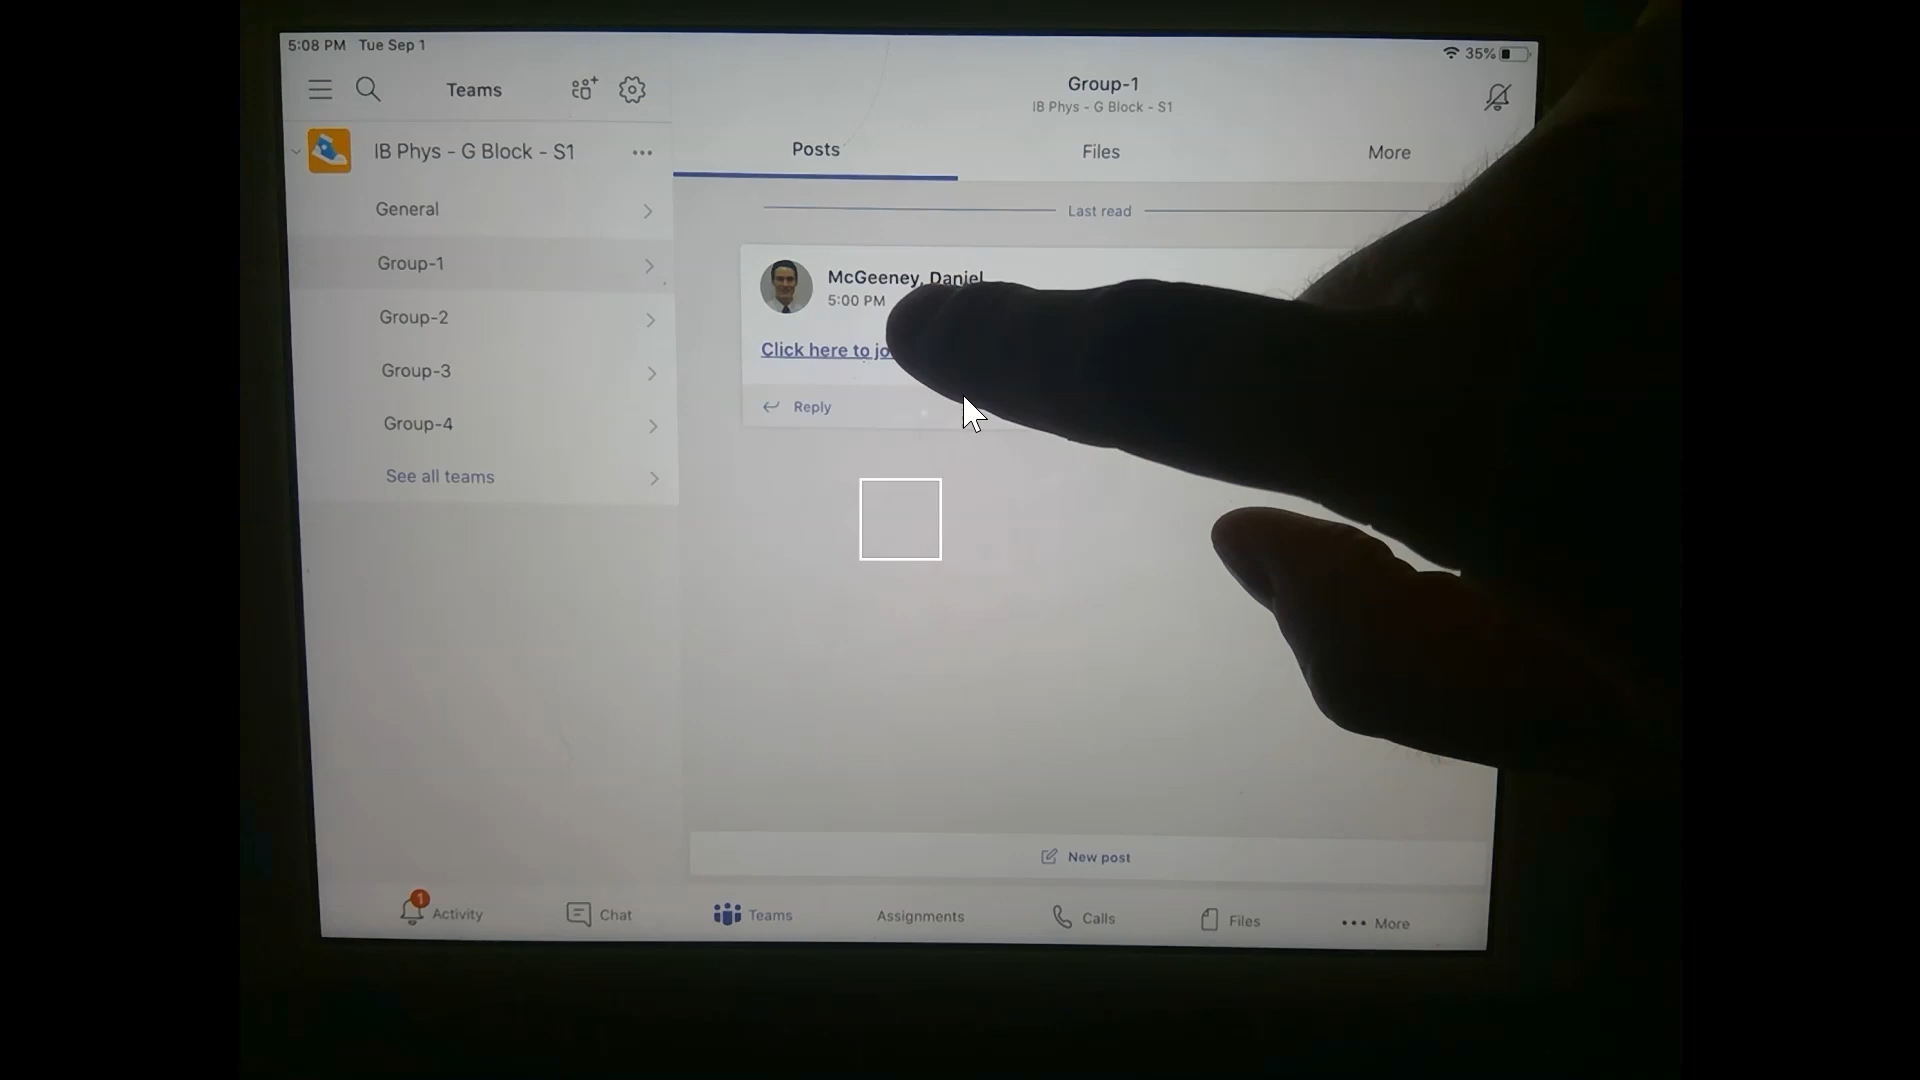 5:08 PM Tue Sep 1
35%
Teams
Group-1
IB Phys - G Block - S1
IB Phys - G Block - S1
Posts
Files
More
General
Last read
Group-1
McGeeney, Daniel
5:00 PM
Group-2
Click here to
Group-3
Reply
Group-4
See all teams
New post
1
Activity
Chat
Teams
Assignments
Calls
Files
More